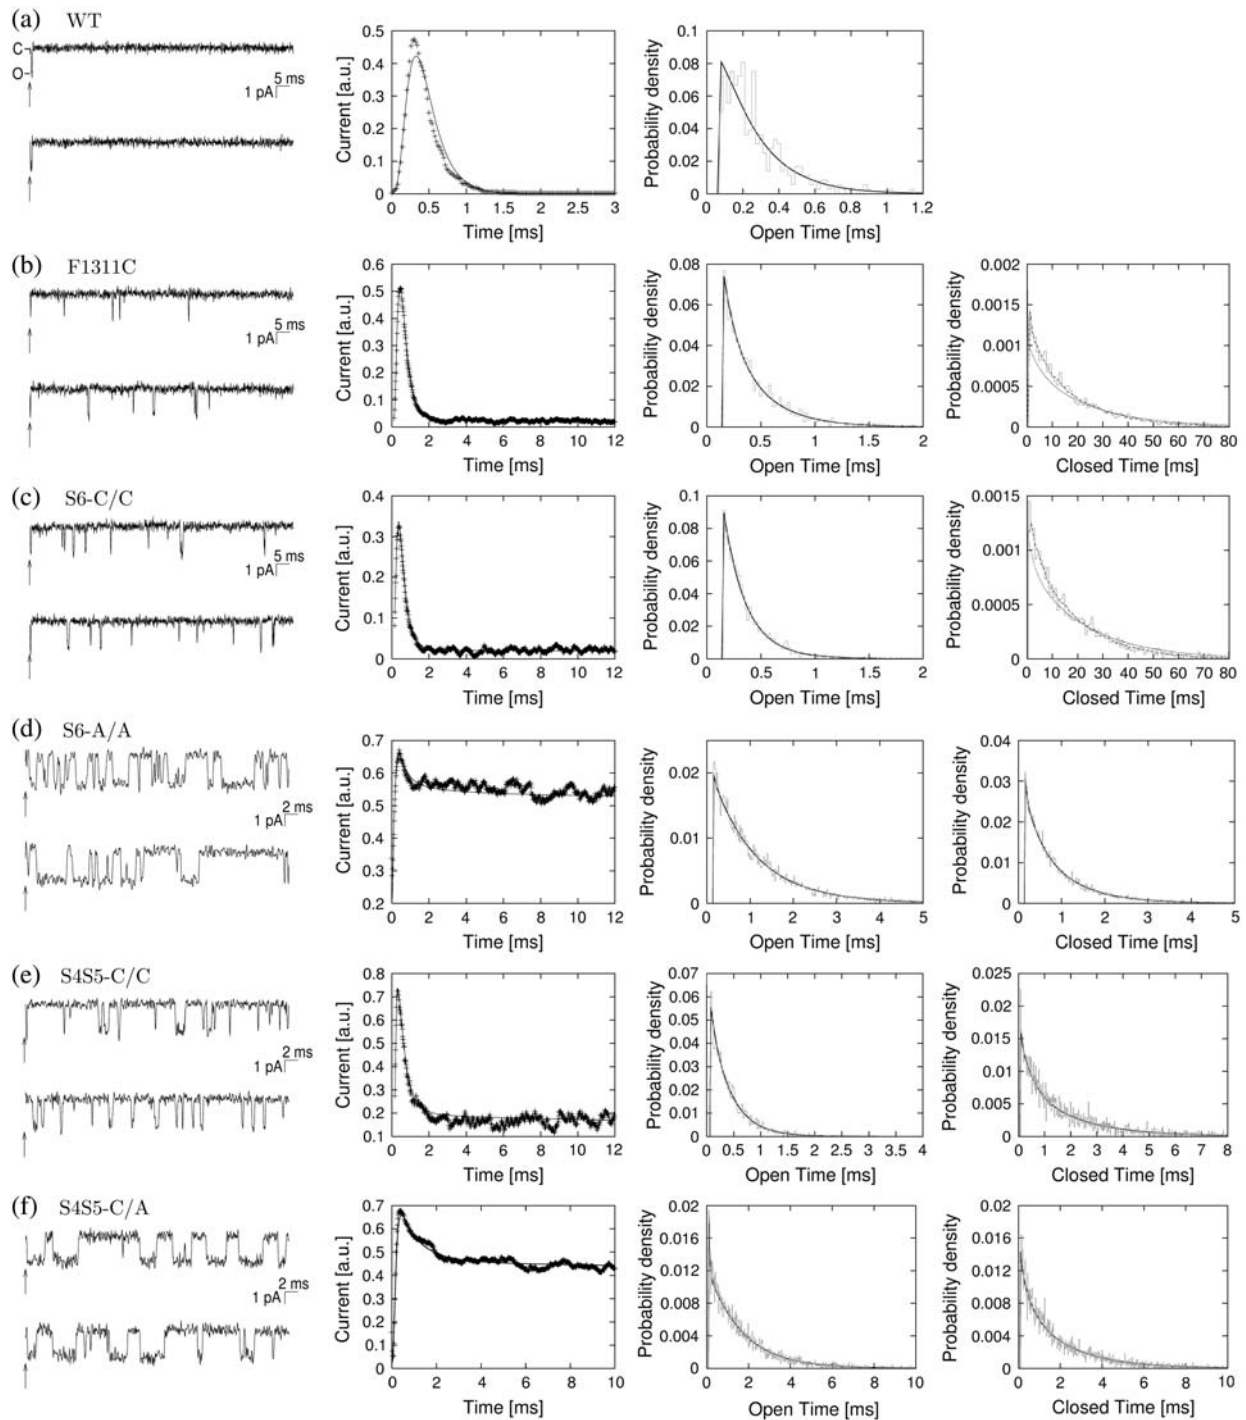 (a) WT
C
O
5 ms
1 pA
Current [a.u.]
0.5
0.4
0.3
0.2
0.1
0
0 0.5 1 1.5 2 2.5 3
Time [ms]
Probability density
0.1
0.08
0.06
0.04
0.02
0
0 0.2 0.4 0.6 0.8 1 1.2
Open Time [ms]
(b) F1311C
5 ms
1 pA
Current [a.u.]
0.6
0.5
0.4
0.3
0.2
0.1
0
0 2 4 6 8 10 12
Time [ms]
Probability density
0.08
0.06
0.04
0.02
0
0 0.5 1 1.5 2
Open Time [ms]
Probability density
0.002
0.0015
0.001
0.0005
0
0 10 20 30 40 50 60 70 80
Closed Time [ms]
(c) S6-C/C
5 ms
1 pA
Current [a.u.]
0.4
0.3
0.2
0.1
0
0 2 4 6 8 10 12
Time [ms]
Probability density
0.1
0.08
0.06
0.04
0.02
0
0 0.5 1 1.5 2
Open Time [ms]
Probability density
0.0015
0.001
0.0005
0
0 10 20 30 40 50 60 70 80
Closed Time [ms]
(d) S6-A/A
2 ms
1 pA
Current [a.u.]
0.7
0.6
0.5
0.4
0.3
0.2
0 2 4 6 8 10 12
Time [ms]
Probability density
0.02
0.01
0
0 1 2 3 4 5
Open Time [ms]
Probability density
0.04
0.03
0.02
0.01
0
0 1 2 3 4 5
Closed Time [ms]
(e) S4S5-C/C
2 ms
1 pA
Current [a.u.]
0.8
0.7
0.6
0.5
0.4
0.3
0.2
0.1
0 2 4 6 8 10 12
Time [ms]
Probability density
0.07
0.06
0.05
0.04
0.03
0.02
0.01
0
0 0.5 1 1.5 2 2.5 3 3.5 4
Open Time [ms]
Probability density
0.025
0.02
0.015
0.01
0.005
0
0 1 2 3 4 5 6 7 8
Closed Time [ms]
(f) S4S5-C/A
2 ms
1 pA
Current [a.u.]
0.7
0.6
0.5
0.4
0.3
0.2
0.1
0
0 2 4 6 8 10
Time [ms]
Probability density
0.02
0.016
0.012
0.008
0.004
0
0 2 4 6 8 10
Open Time [ms]
Probability density
0.02
0.016
0.012
0.008
0.004
0
0 2 4 6 8 10
Closed Time [ms]